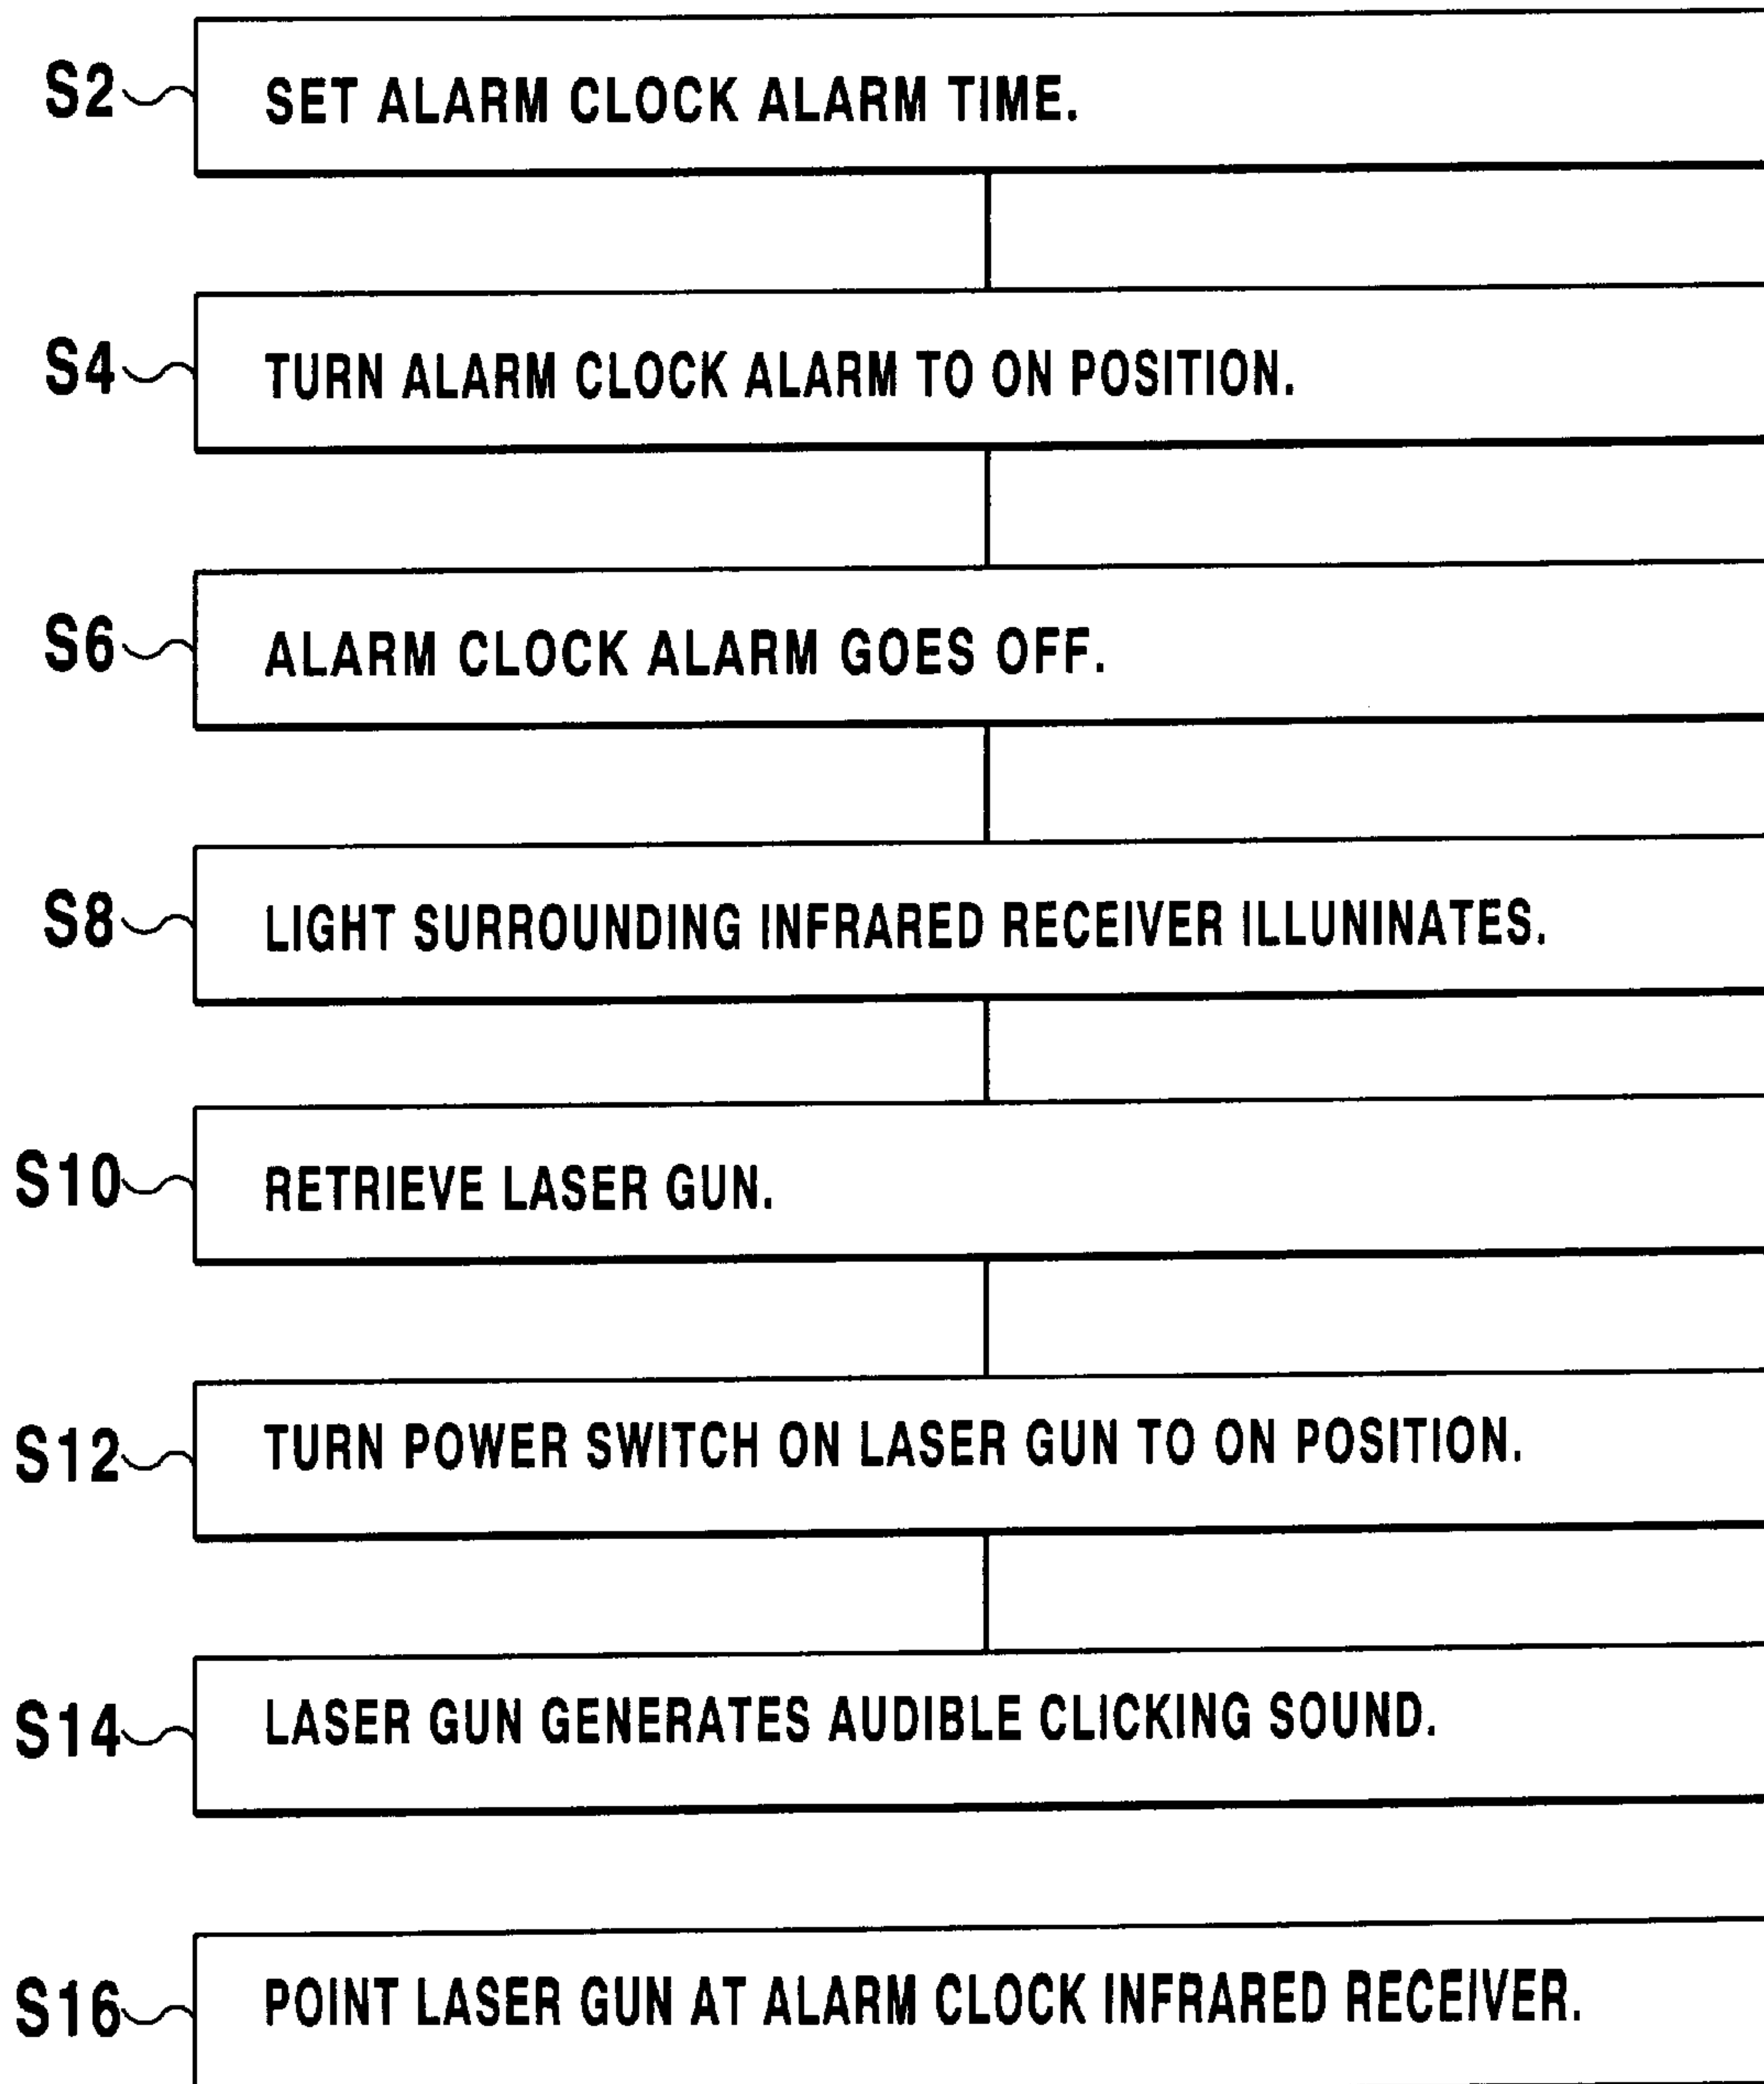 S2 SET ALARM CLOCK ALARM TIME.
S4 TURN ALARM CLOCK ALARM TO ON POSITION.
S6 ALARM CLOCK ALARM GOES OFF.
S8 LIGHT SURROUNDING INFRARED RECEIVER ILLUNINATES.
S10 RETRIEVE LASER GUN.
S12 TURN POWER SWITCH ON LASER GUN TO ON POSITION.
S14 LASER GUN GENERATES AUDIBLE CLICKING SOUND.
S16 POINT LASER GUN AT ALARM CLOCK INFRARED RECEIVER.